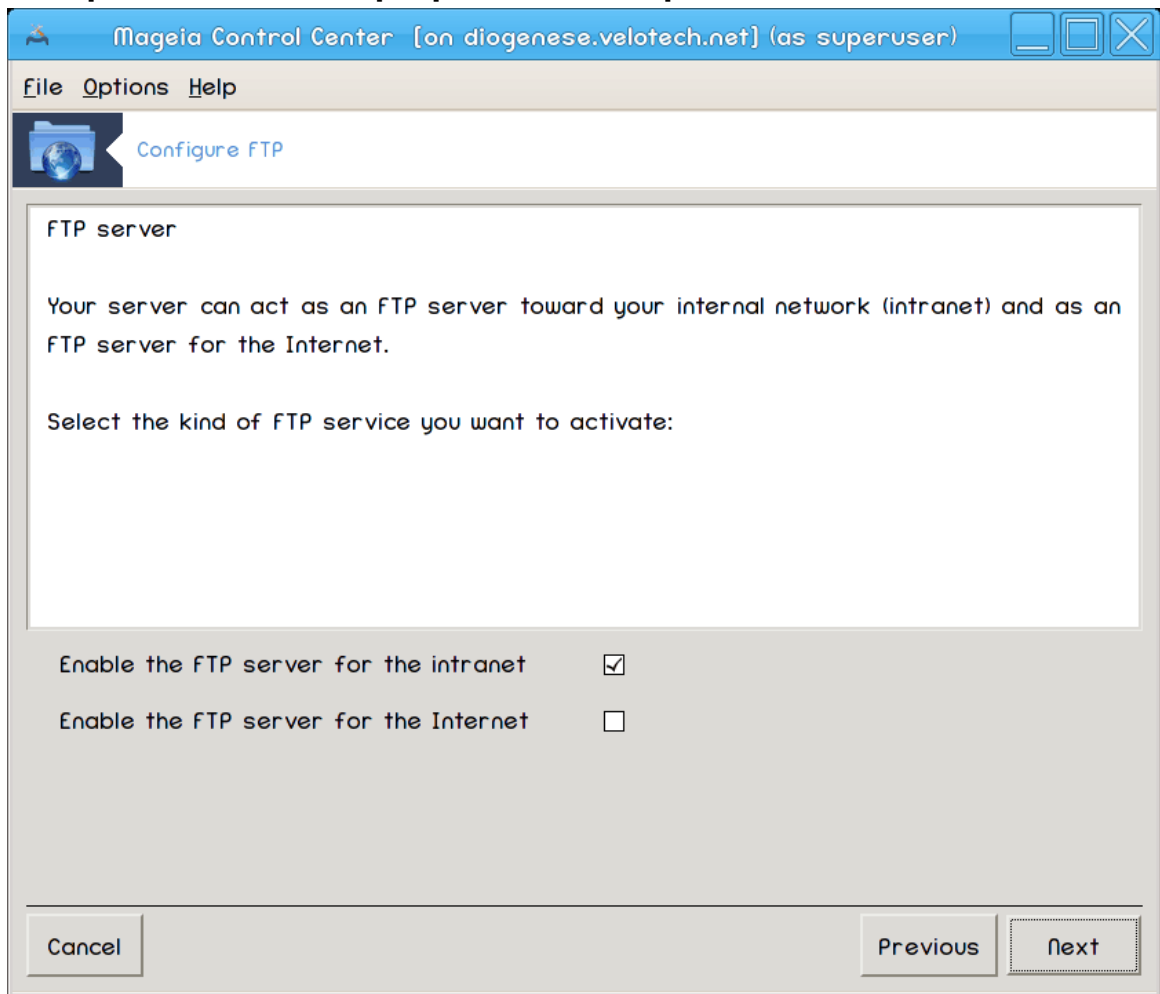 Mageia Control Center [on diogenese.velotech.net] (as superuser)
File Options Help
Configure FTP
FTP server
Your server can act as an FTP server toward your internal network (intranet) and as an
FTP server for the Internet.
Select the kind of FTP service you want to activate:
Enable the FTP server for the intranet
Enable the FTP server for the Internet
Cancel
Previous
Next